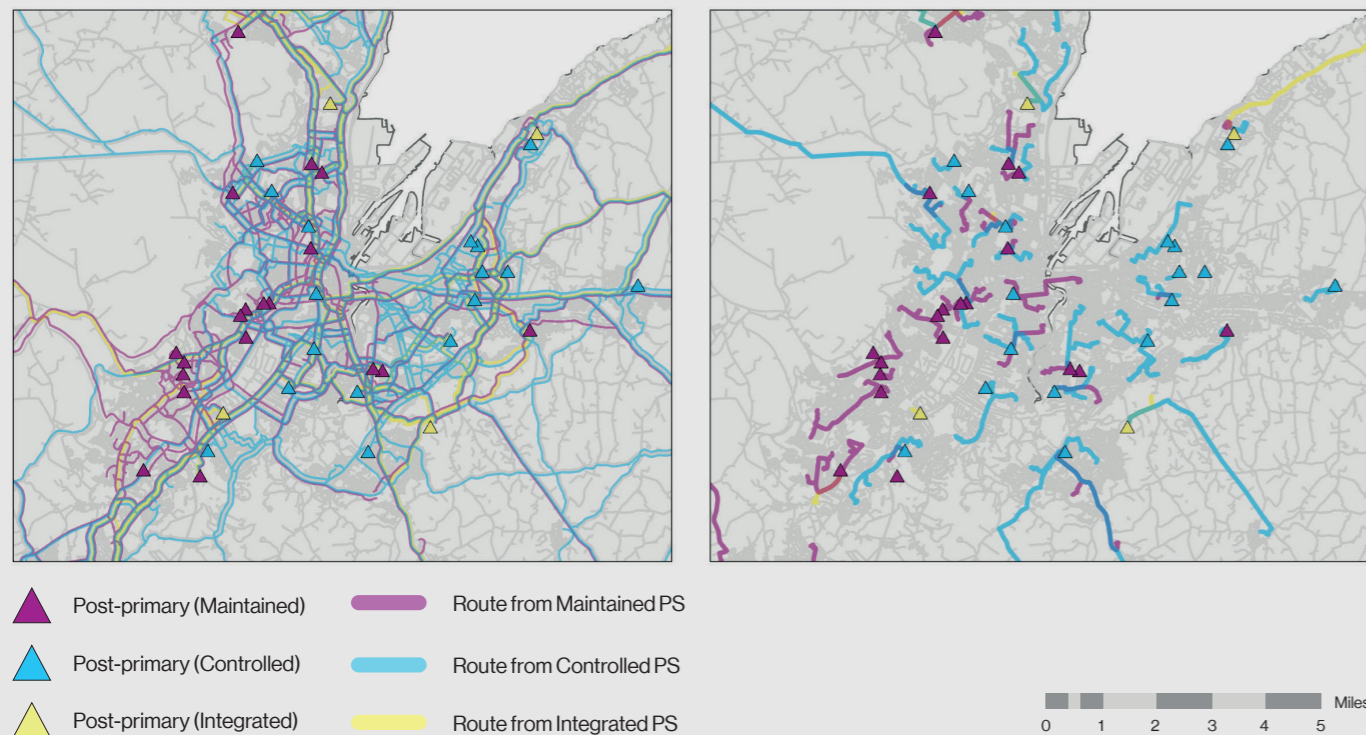 Post-primary (Maintained)
Route from Maintained PS
Post-primary (Controlled)
Route from Controlled PS
Post-primary (Integrated)
Route from Integrated PS
Miles
0 1 2 3 4 5